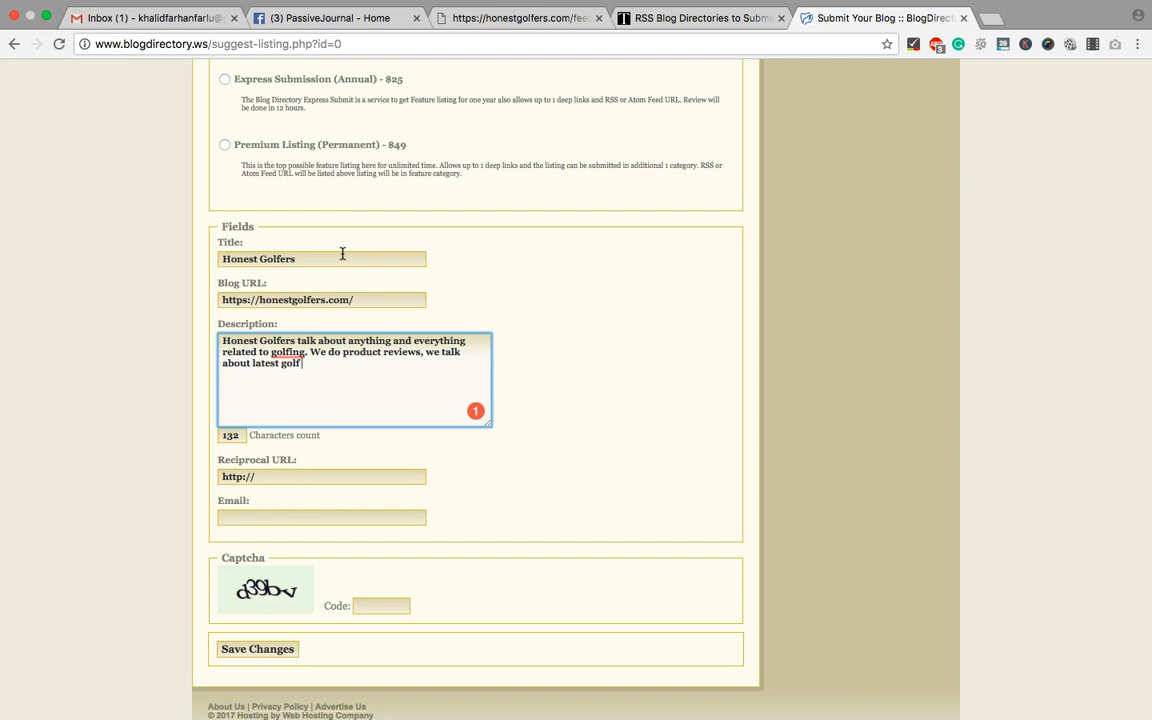 Inbox (2) - khalidfarhanfarlu@g
(3) PassiveJournal - Home
https://honestgolfers.com/fee
RSS Blog Directories to Submi
Submit Your Blog :: BlogDirect
www.blogdirectory.ws/suggest-listing.php?id=0
Express Submission (Annual) - $25
The Blog Directory Express Submit is a service to get Feature listing for one year also allows up to 1 deep links and RSS or Atom Feed URL. Review will
be done in 12 hours.
Premium Listing (Permanent) - $49
This is the top possible feature listing here for unlimited time. Allows up to 1 deep links and the listing can be submitted in additional 1 category. RSS or
Atom Feed URL will be listed above listing will be in feature category.
Fields
Title:
Honest Golfers
Blog URL:
https://honestgolfers.com/
Description:
Honest Golfers talk about anything and everything
related to golfing. We do product reviews, we talk
about latest golf
1
132 Characters count
Reciprocal URL:
http://
Email:
Captcha
d39bv
Code:
Save Changes
About Us | Privacy Policy | Advertise Us
© 2017 Hosting by Web Hosting Company